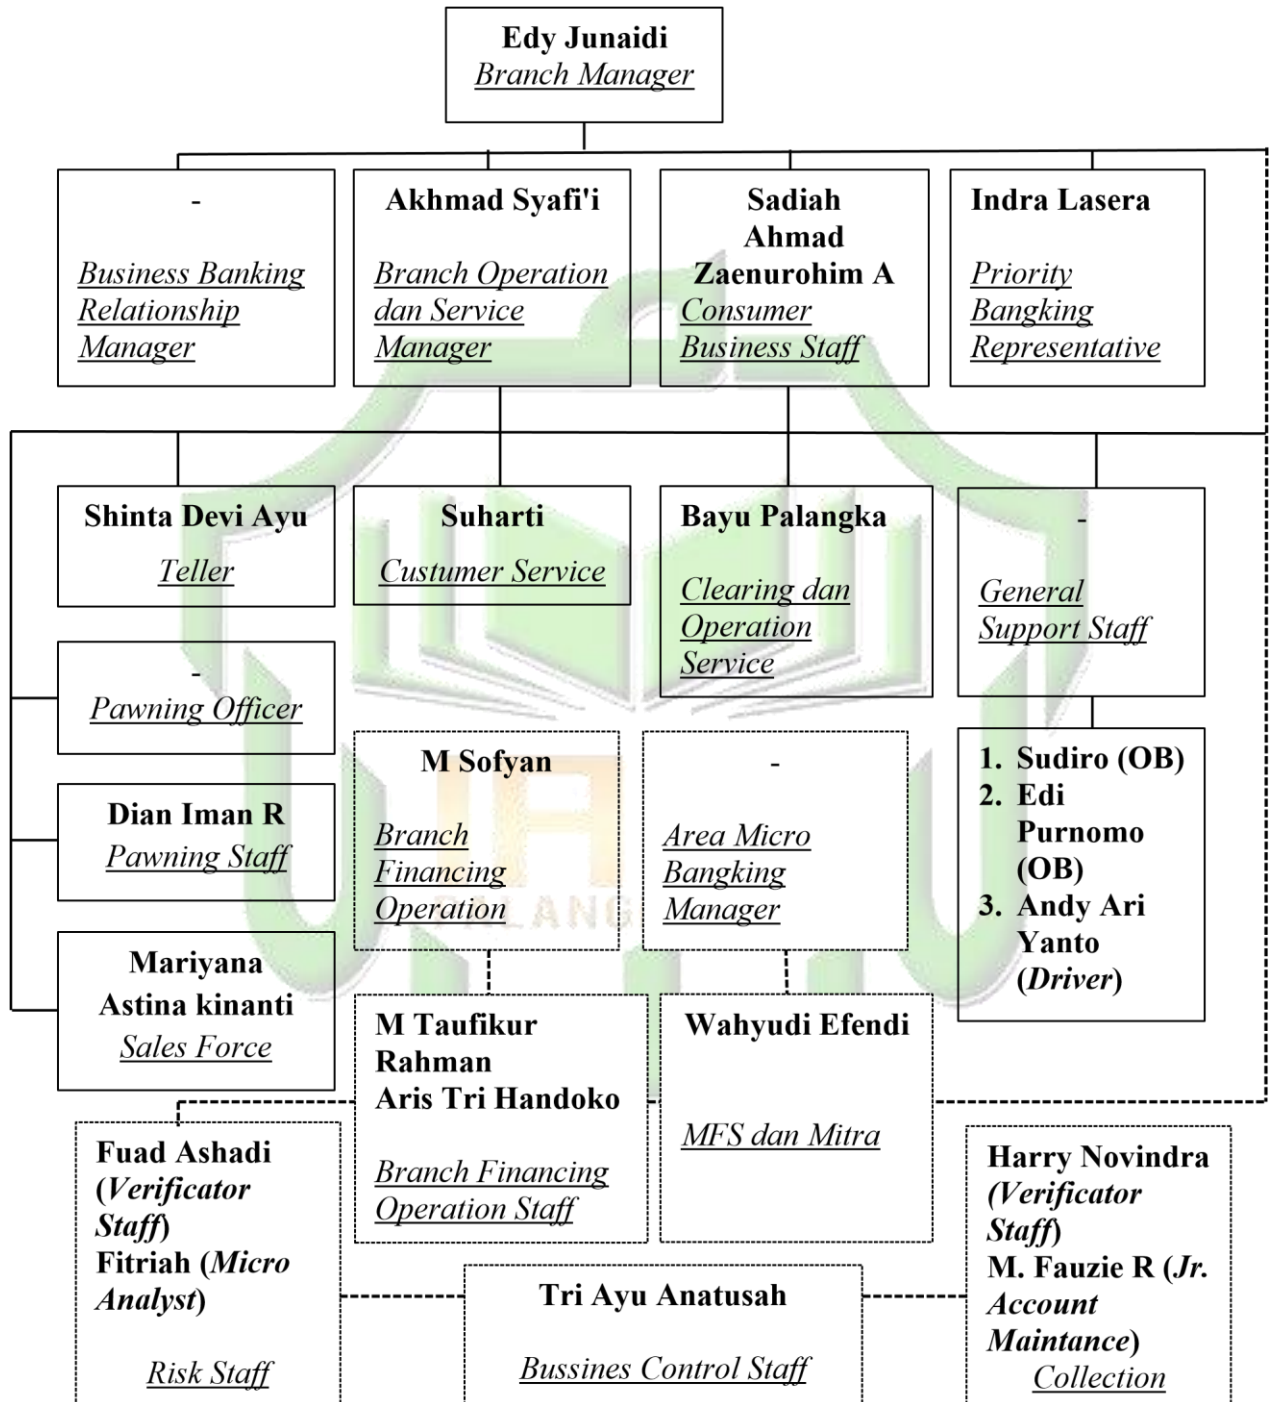 Edy Junaidi
Branch Manager
-
Business Banking
Relationship
Manager
Akhmad Syafi'i
Branch Operation
dan Service
Manager
Sadiah
Ahmad
Zaenurohim A
Consumer
Business Staff
Indra Lasera
Priority
Bangking
Representative
Shinta Devi Ayu
Teller
Suharti
Custumer Service
Bayu Palangka
Clearing dan
Operation
Service
-
General
Support Staff
-
Pawning Officer
Dian Iman R
Pawning Staff
Mariyana
Astina kinanti
Sales Force
M Sofyan
Branch
Financing
Operation
-
Area Micro
Bangking
Manager
1. Sudiro (OB)
2. Edi
Purnomo
(OB)
3. Andy Ari
Yanto
(Driver)
M Taufikur
Rahman
Aris Tri Handoko
Branch Financing
Operation Staff
Wahyudi Efendi
MFS dan Mitra
Fuad Ashadi
(Verificator
Staff)
Fitriah (Micro
Analyst)
Risk Staff
Tri Ayu Anatusah
Bussines Control Staff
Harry Novindra
(Verificator
Staff)
M. Fauzie R (Jr.
Account
Maintance)
Collection